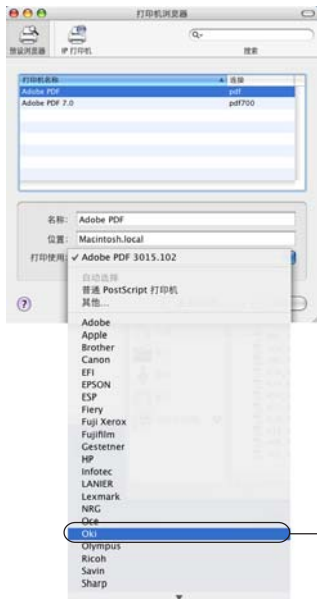 打印机浏览器
预设浏览器 IP 打印机 搜索
打印机名称 连接
Adobe PDF pdf
Adobe PDF 7.0 pdf700
名称: Adobe PDF
位置: Macintosh.local
打印使用: ✓ Adobe PDF 3015.102
自动选择
普通 PostScript 打印机
其他...
Adobe
Apple
Brother
Canon
EFI
EPSON
ESP
Fiery
Fuji Xerox
Fujifilm
Gestetner
HP
Infotec
LANIER
Lexmark
NRG
Oce
Oki
Olympus
Ricoh
Savin
Sharp